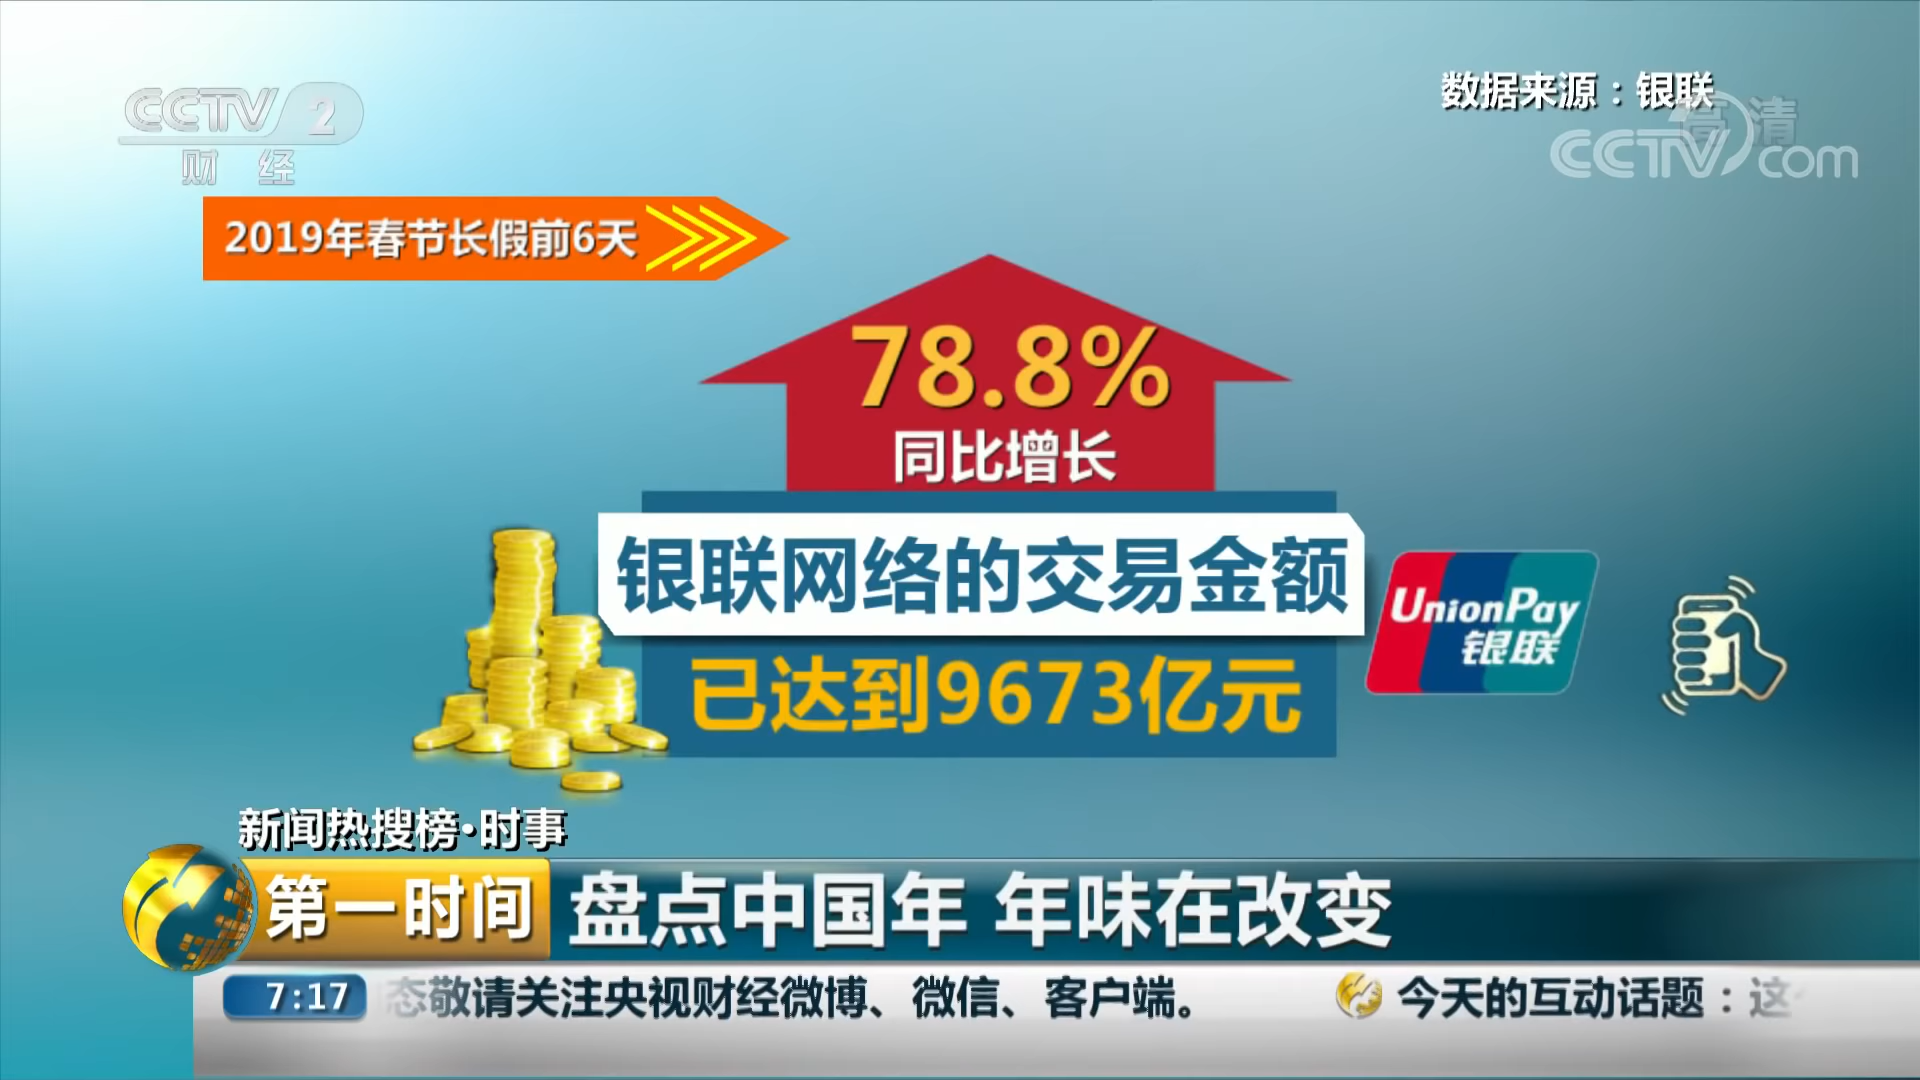 CCTV 2
财经
数据来源：银联
高清
CCTV com
2019年春节长假前6天
78.8%
同比增长
银联网络的交易金额
已达到9673亿元
UnionPay
银联
新闻热搜榜·时事
第一时间
盘点中国年 年味在改变
7:17
态敬请关注央视财经微博、微信、客户端。
今天的互动话题：这